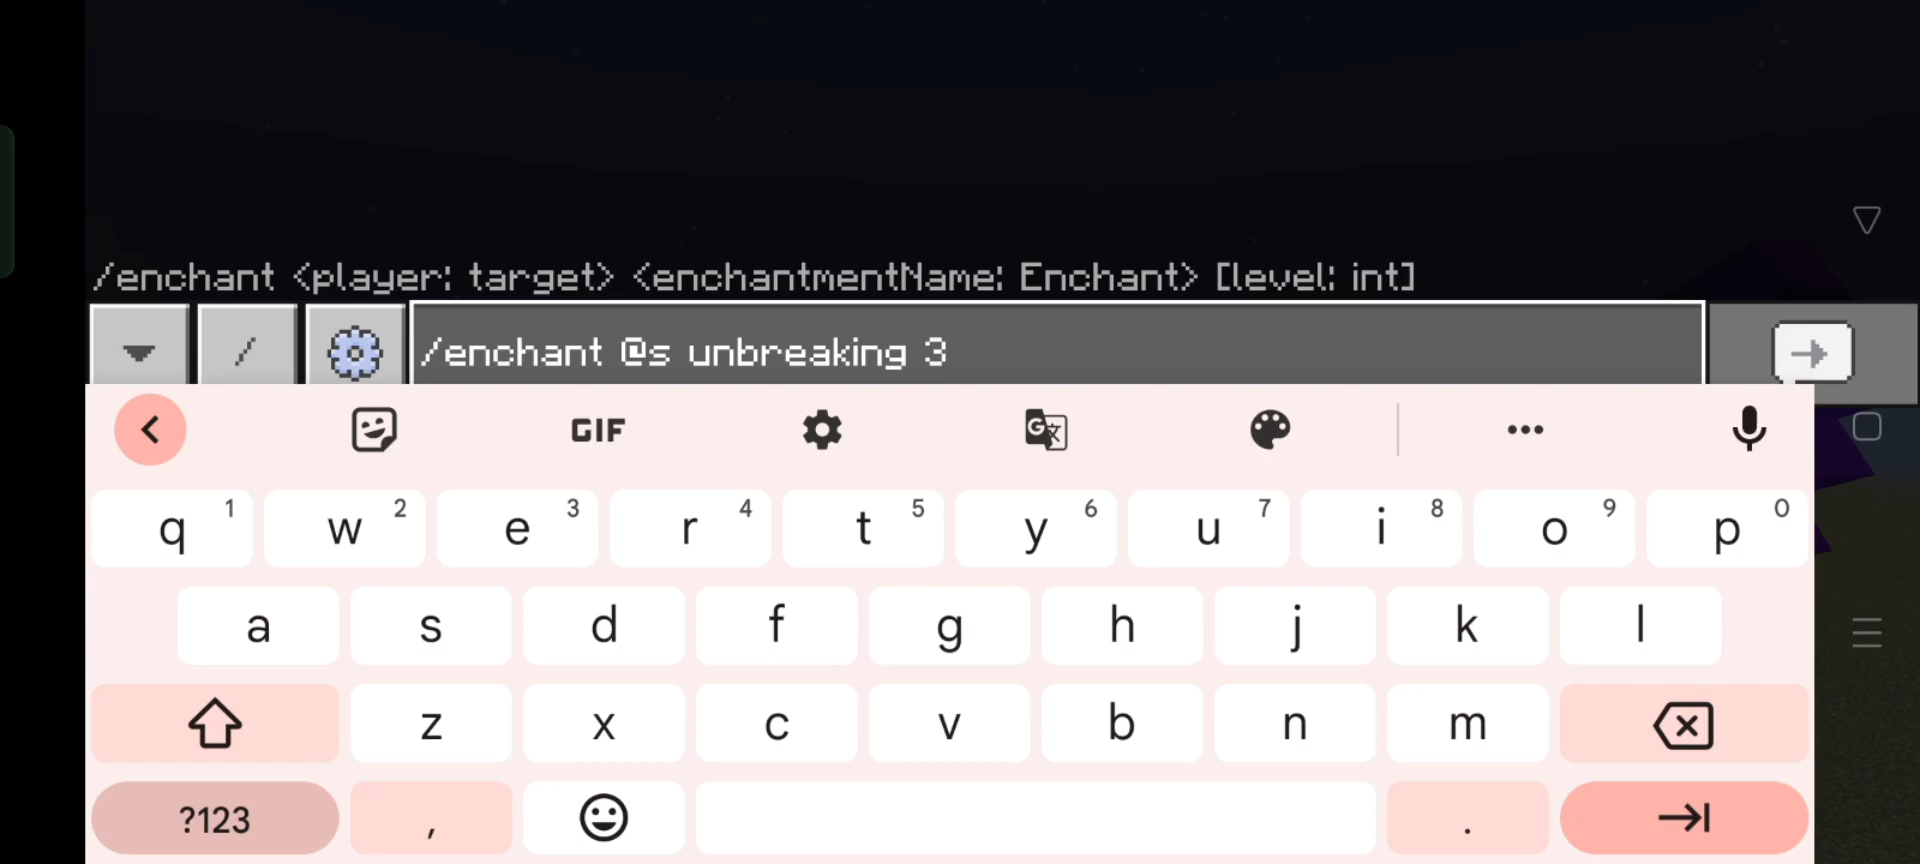 /enchant <player: target> <enchantmentName: Enchant> [level: int]
/ /enchant @s unbreaking 3
GIF G 文
q 1 w 2 e 3 r 4 t 5 y 6 u 7 i 8 o 9 p 0
a s d f g h j k l
z x c v b n m
?123 , .